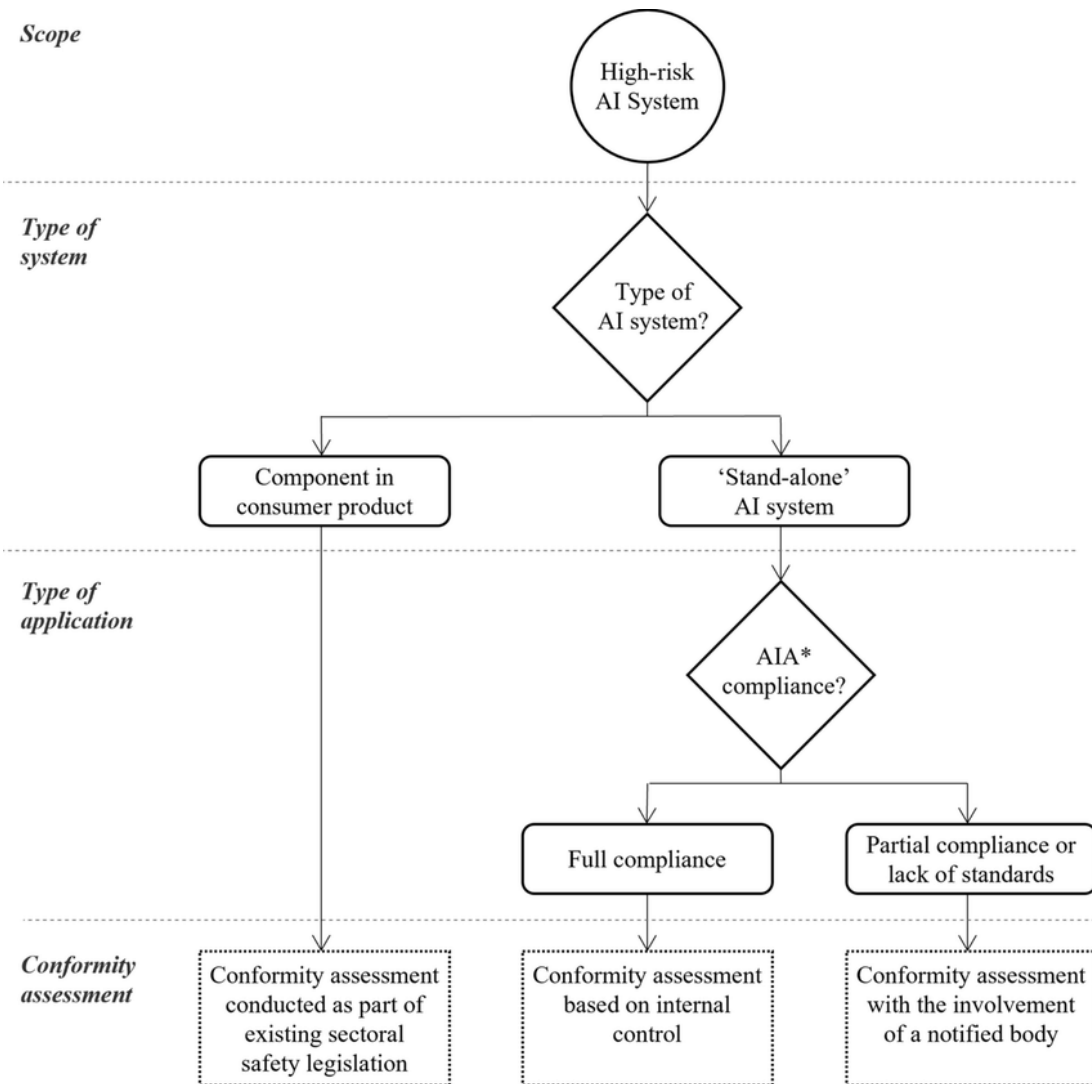 Scope
High-risk
AI System
Type of
system
Type of
AI system?
Component in
consumer product
‘Stand-alone’
AI system
Type of
application
AIA*
compliance?
Full compliance
Partial compliance or
lack of standards
Conformity
assessment
Conformity assessment
conducted as part of
existing sectoral
safety legislation
Conformity assessment
based on internal
control
Conformity assessment
with the involvement
of a notified body